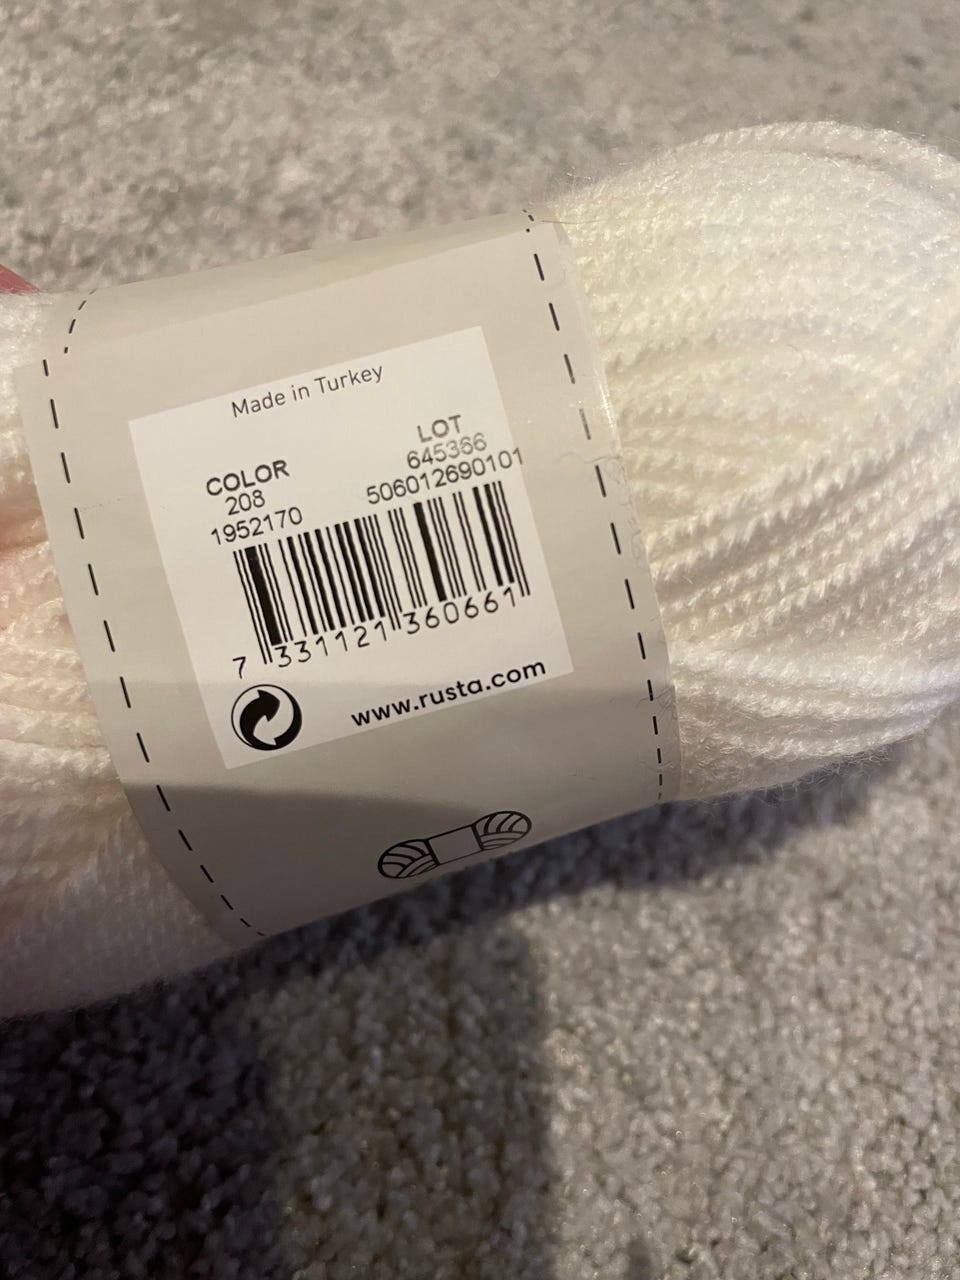 Made in Turkey
COLOR
208
1952170
LOT
645366
506012690101
7 331121 360661
www.rusta.com